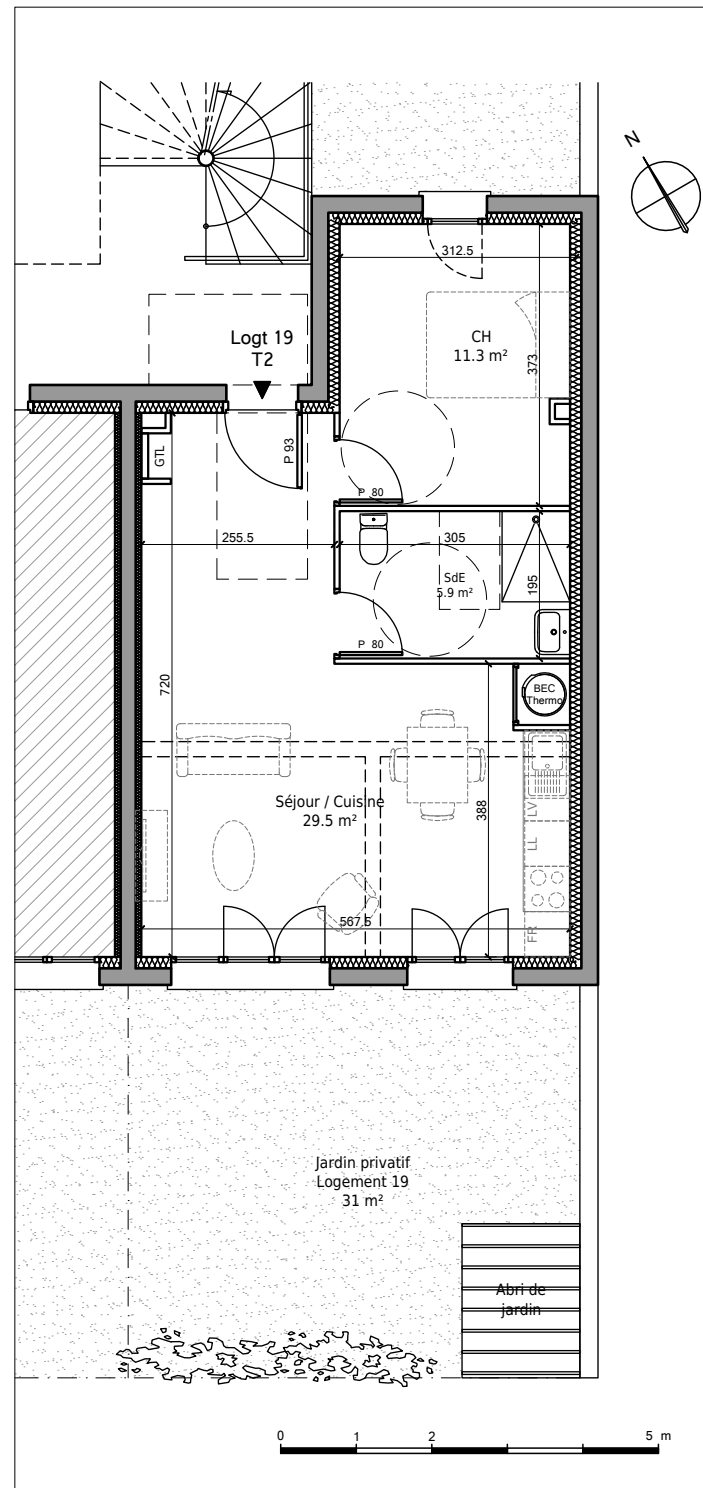 N
312.5
Logt 19
T2
CH
11.3 m²
373
GTL
P 93
P 80
255.5
305
SdE
5.9 m²
195
P 80
720
BEC
Thermo
Séjour / Cuisine
29.5 m²
388
LV
LL
567.5
FR
Jardin privatif
Logement 19
31 m²
Abri de
jardin
0 1 2 5 m